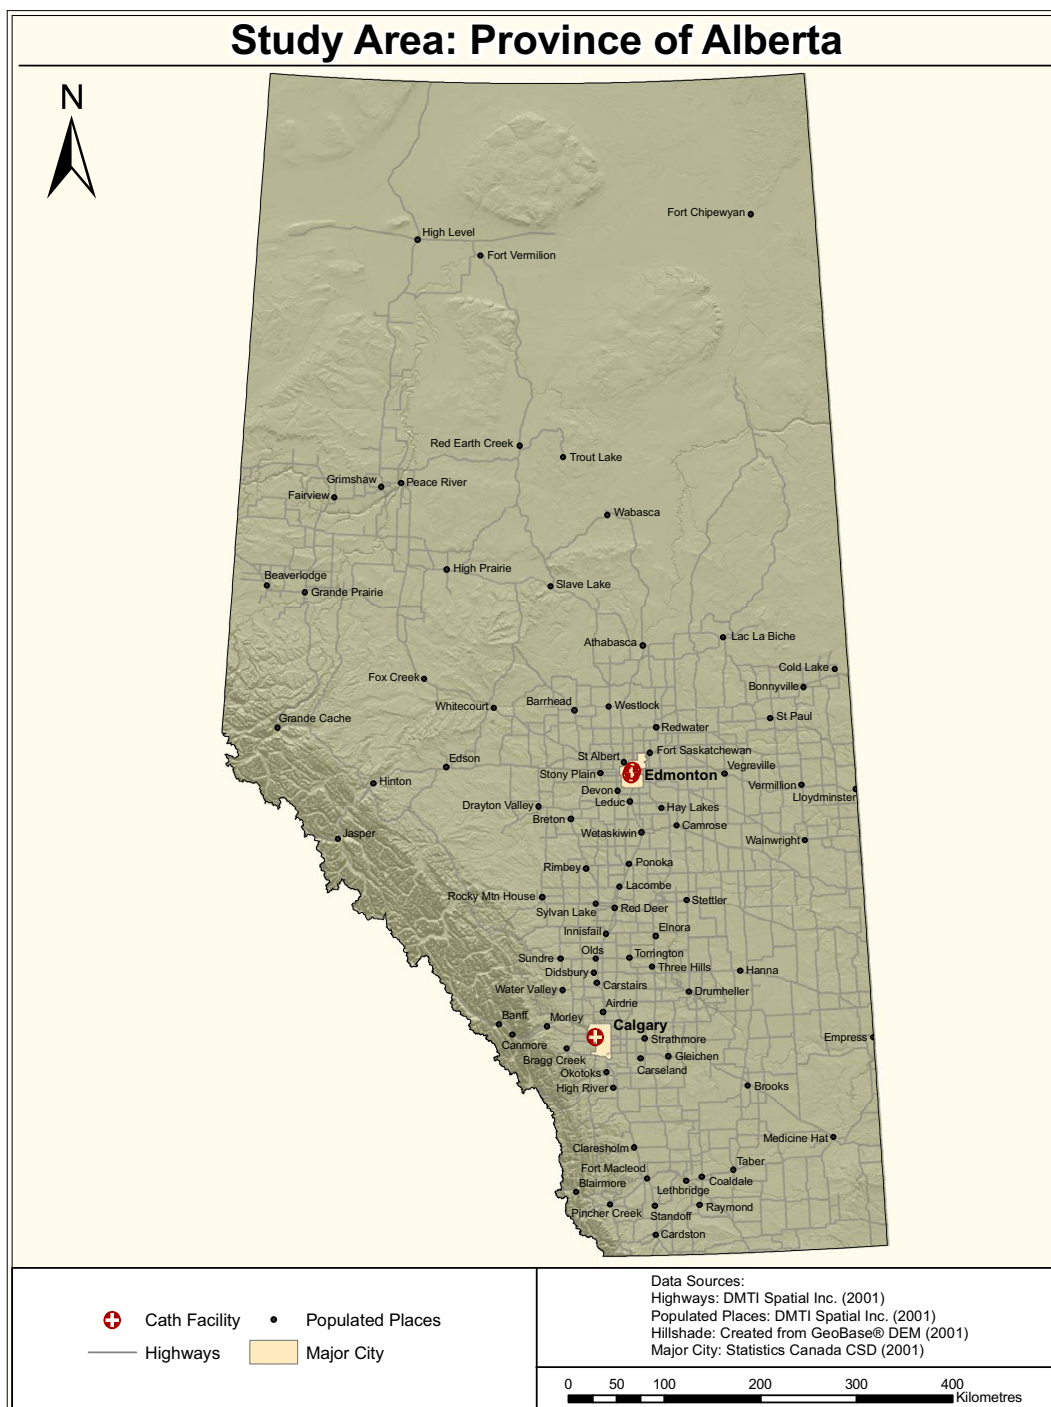 Study Area: Province of Alberta
N
Fort Chipewyan
High Level
Fort Vermilion
Red Earth Creek
Trout Lake
Grimshaw
Peace River
Fairview
Wabasca
High Prairie
Beaverlodge
Slave Lake
Grande Prairie
Lac La Biche
Athabasca
Cold Lake
Fox Creek
Bonnyville
Barrhead
Westlock
Whitecourt
Grande Cache
St Paul
Redwater
Fort Saskatchewan
Edson
St Albert
Vegreville
Stony Plain
Edmonton
Hinton
Vermillion
Devon
Lloydminster
Leduc
Drayton Valley
Hay Lakes
Breton
Camrose
Jasper
Wetaskiwin
Wainwright
Ponoka
Rimbey
Lacombe
Rocky Mtn House
Stettler
Sylvan Lake
Red Deer
Elnora
Innisfail
Olds
Torrington
Sundre
Three Hills
Didsbury
Hanna
Carstairs
Water Valley
Drumheller
Airdrie
Banff
Morley
Calgary
Canmore
Strathmore
Empress
Bragg Creek
Gleichen
Carseland
Okotoks
High River
Brooks
Medicine Hat
Claresholm
Taber
Fort Macleod
Coaldale
Blairmore
Lethbridge
Raymond
Pincher Creek
Standoff
Cardston
Cath Facility
Populated Places
Highways
Major City
Data Sources:
Highways: DMTI Spatial Inc. (2001)
Populated Places: DMTI Spatial Inc. (2001)
Hillshade: Created from GeoBase® DEM (2001)
Major City: Statistics Canada CSD (2001)
0 50 100 200 300 400
Kilometres